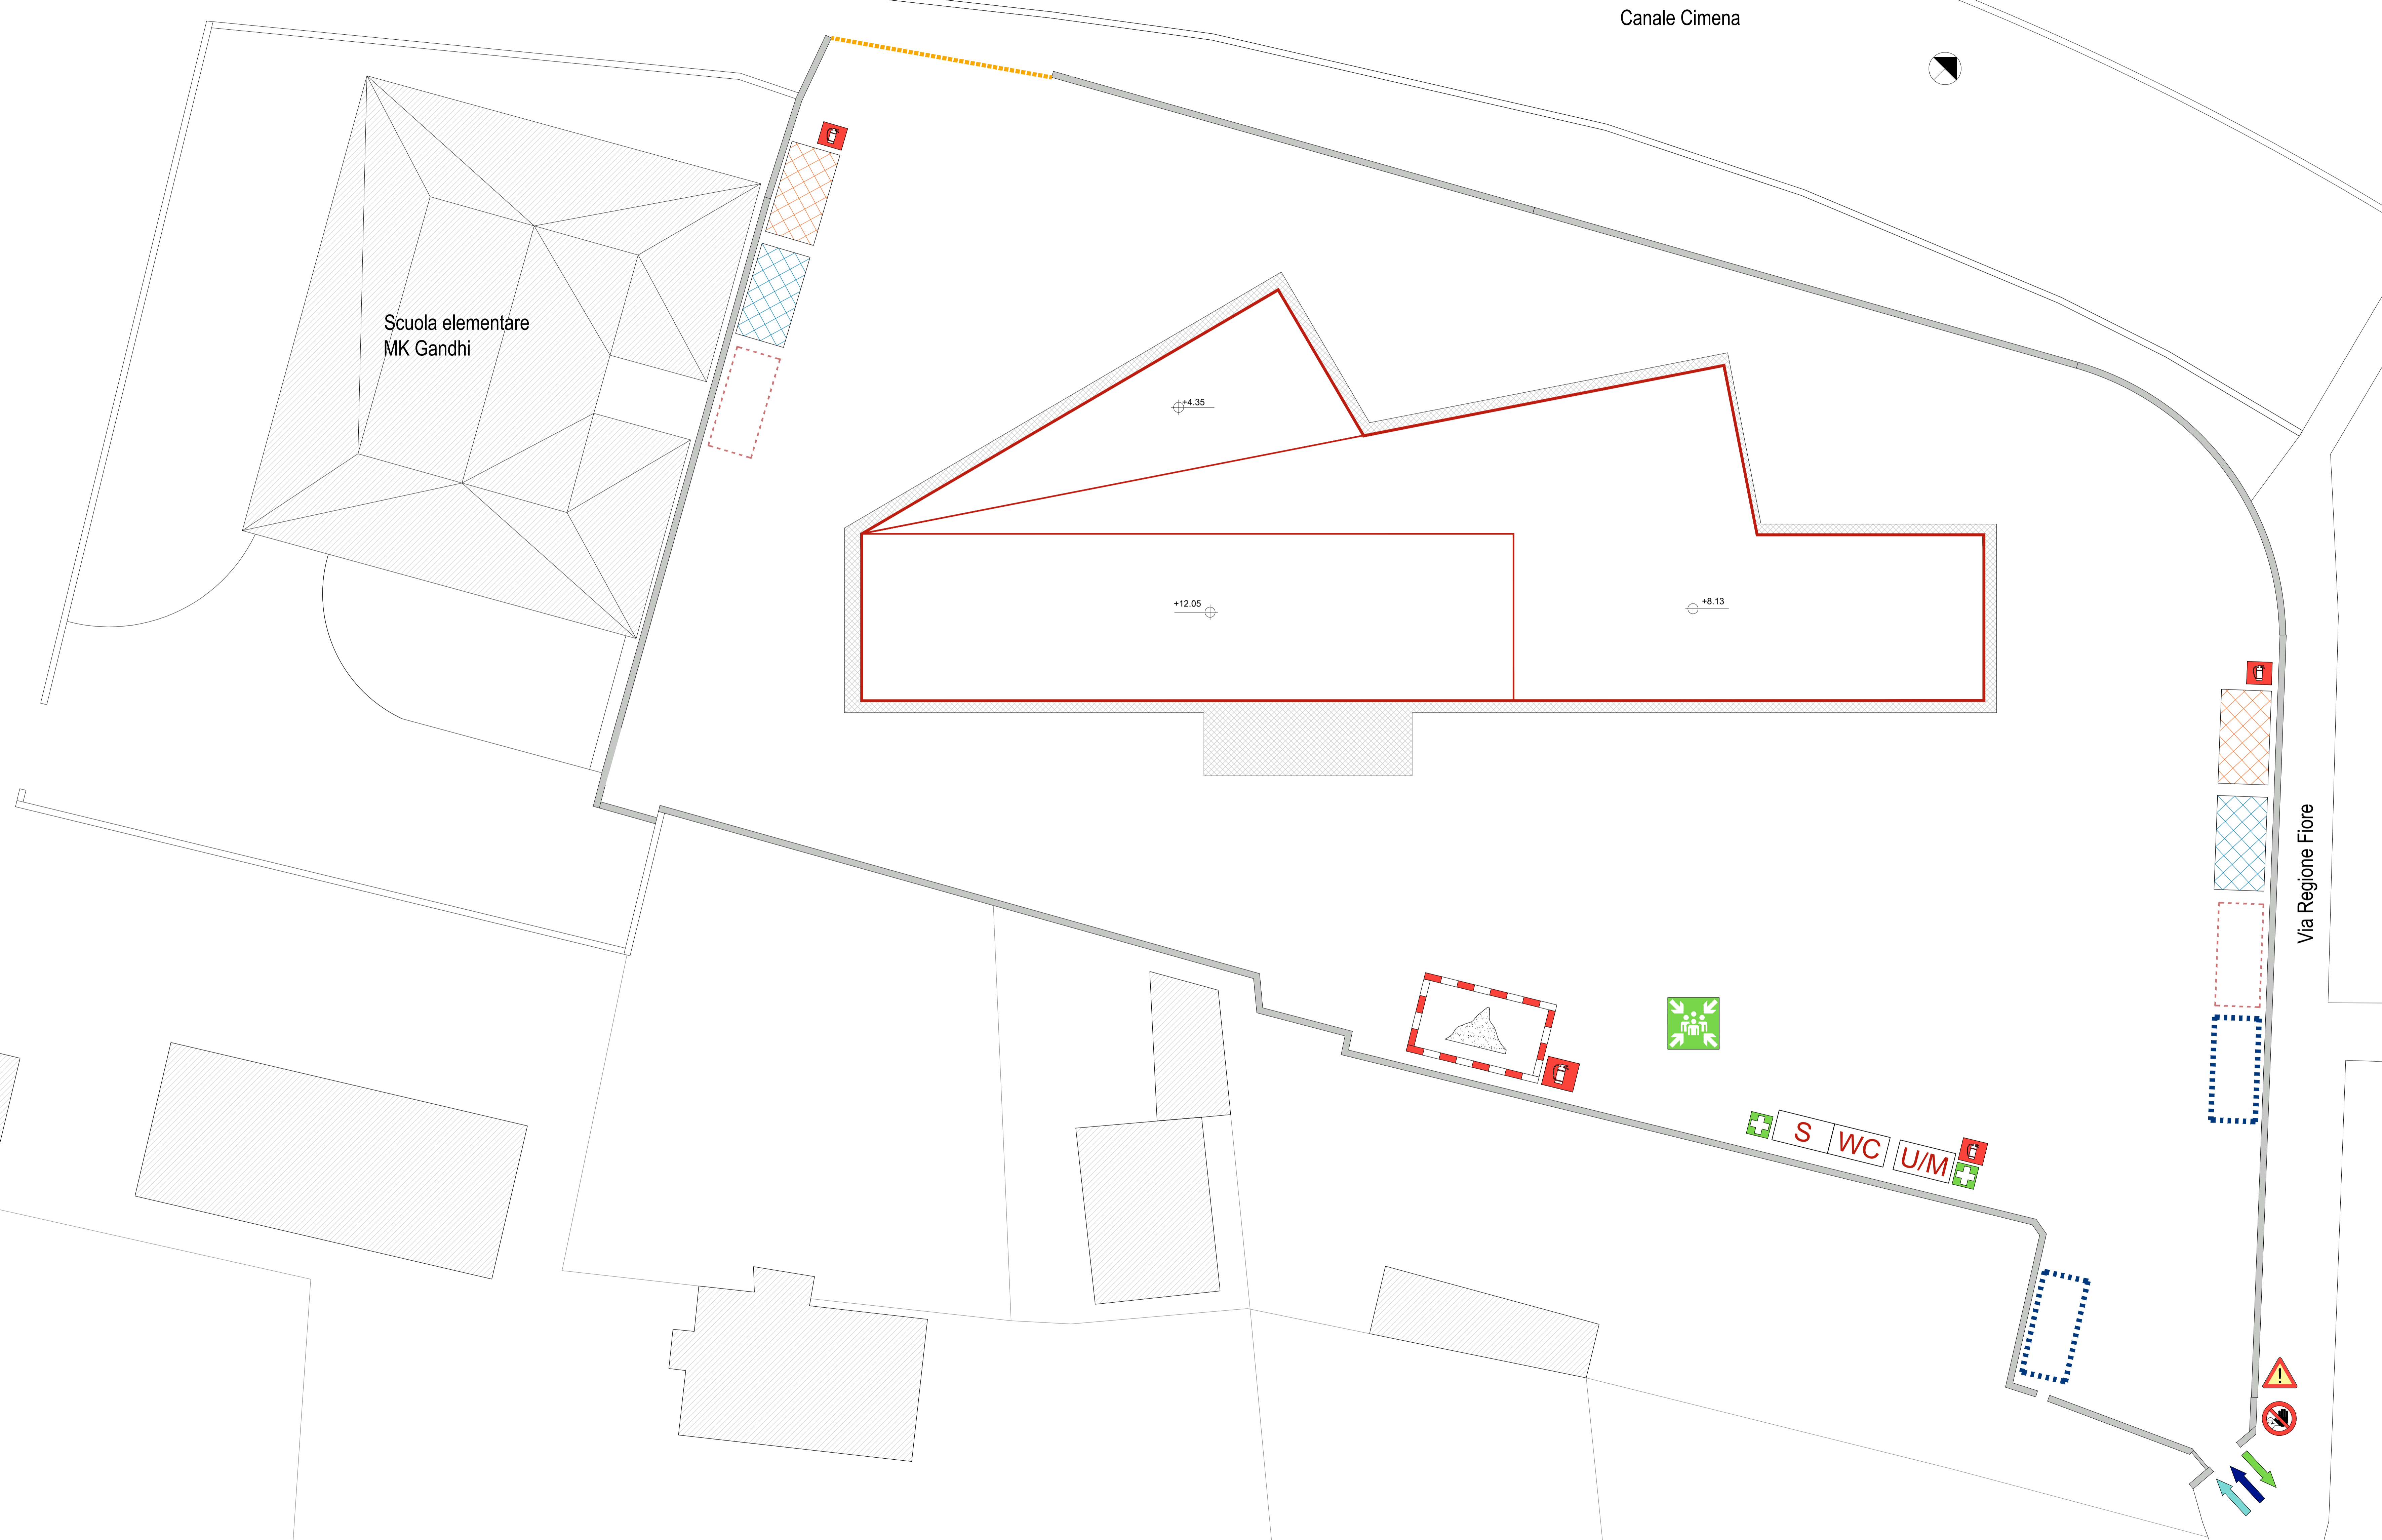 Canale Cimena
Scuola elementare
MK Gandhi
+4.35
+12.05
+8.13
Via Regione Fiore
S
WC
U/M
!